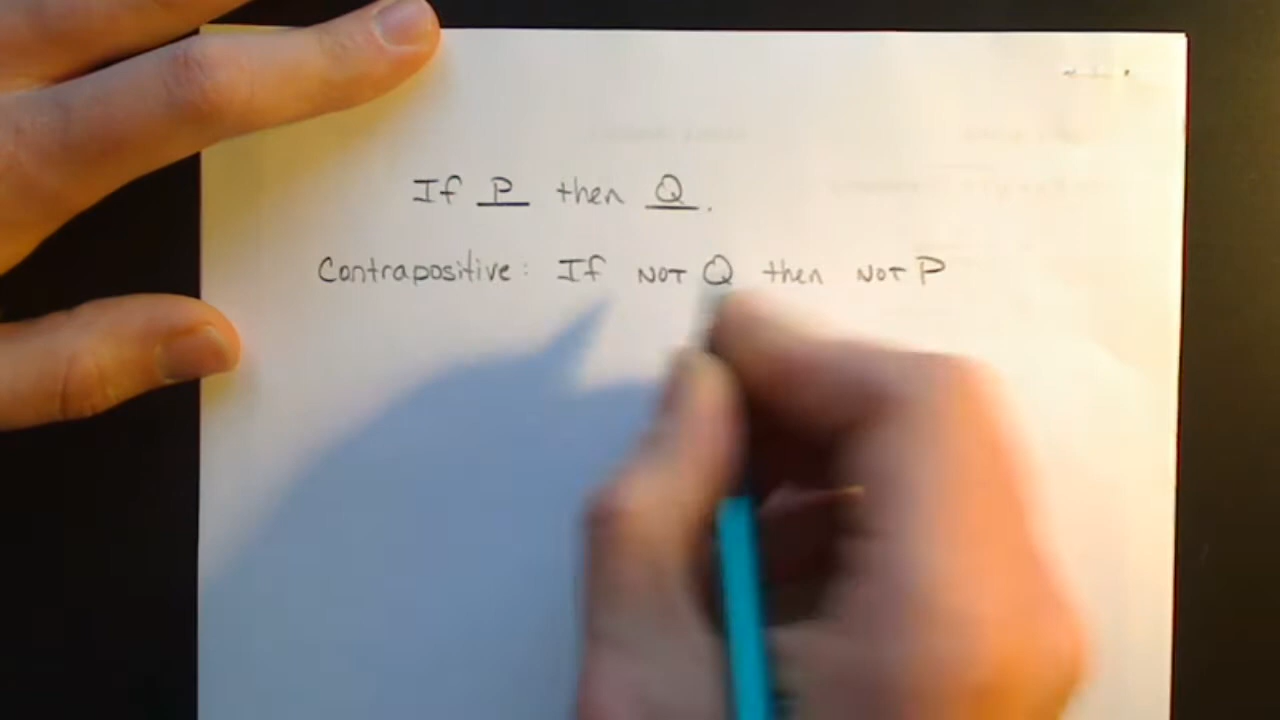 If P then Q.
Contrapositive: If NOT Q then NOT P